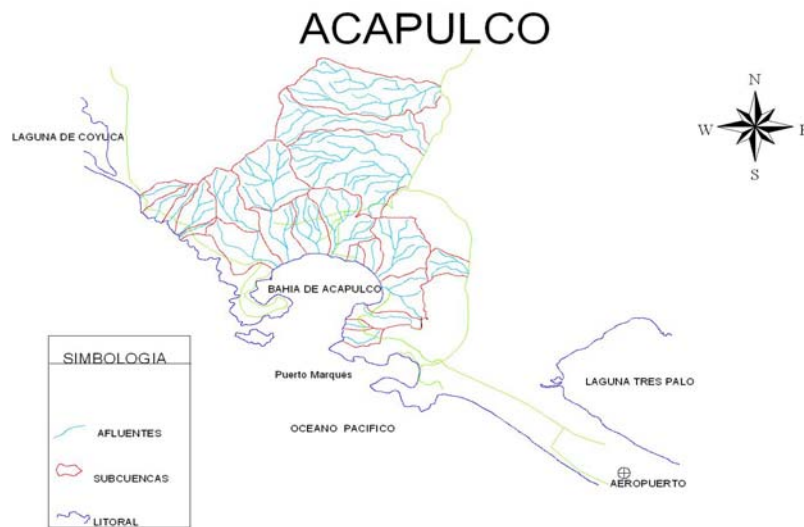 ACAPULCO
N
W
E
S
LAGUNA DE COYUCA
BAHIA DE ACAPULCO
Puerto Marqués
LAGUNA TRES PALO
OCEANO PACIFICO
AEROPUERTO
SIMBOLOGIA
AFLUENTES
SUBCUENCAS
LITORAL